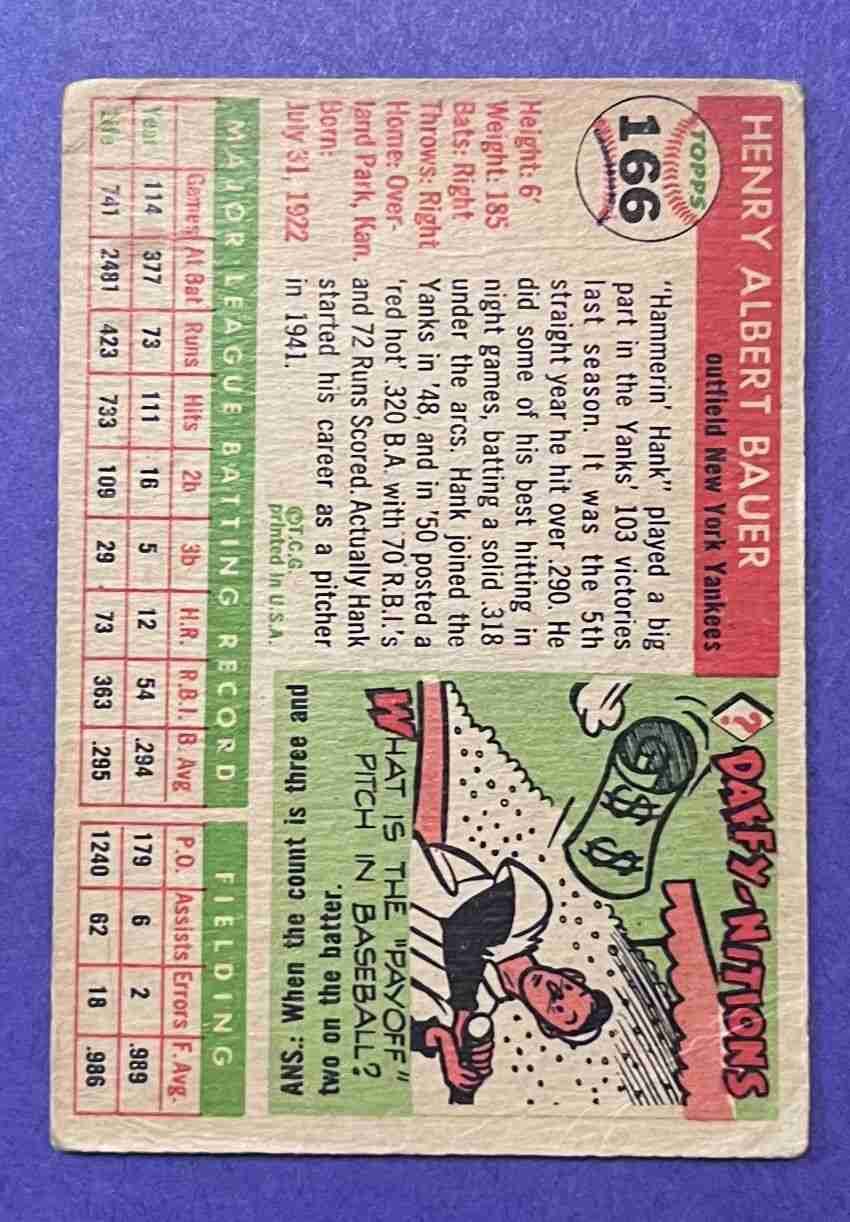 TOPPS
166
HENRY ALBERT BAUER
outfield New York Yankees
Height: 6'
Weight: 185
Bats: Right
Throws: Right
Home: Over-
land Park, Kan.
Born:
July 31, 1922
"Hammerin' Hank" played a big
part in the Yanks' 103 victories
last season. It was the 5th
straight year he hit over .290. He
did some of his best hitting in
night games, batting a solid .318
under the arcs. Hank joined the
Yanks in '48, and in '50 posted a
'red hot' .320 B.A. with 70 R.B.I.'s
and 72 Runs Scored. Actually Hank
started his career as a pitcher
in 1941.
©T.C.G.
printed in U.S.A.
? DAFFY-NITIONS
$ $
WHAT IS THE "PAYOFF"
PITCH IN BASEBALL?
ANS.: When the count is three and
two on the batter.
MAJOR LEAGUE BATTING RECORD FIELDING
Games At Bat Runs Hits 2b 3b H.R. R.B.I. B. Avg P.O. Assists Errors F. Avg.
Year 114 377 73 111 16 5 12 54 .294 179 6 2 .989
Life 741 2481 423 733 109 29 73 363 .295 1240 62 18 .986